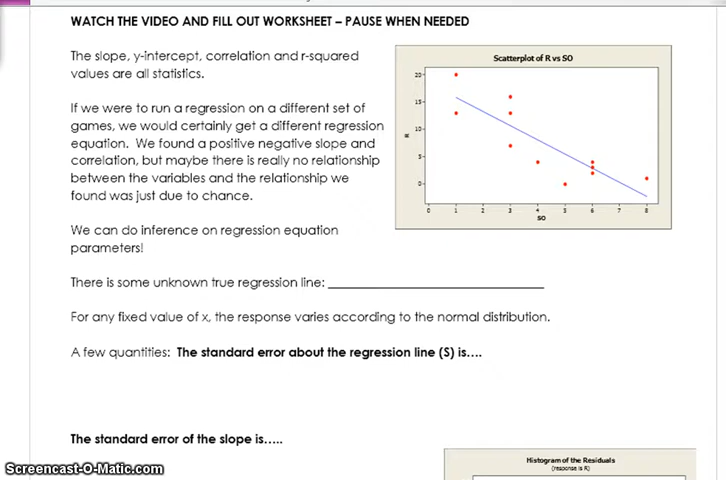 WATCH THE VIDEO AND FILL OUT WORKSHEET – PAUSE WHEN NEEDED
The slope, y-intercept, correlation and r-squared
values are all statistics.
If we were to run a regression on a different set of
games, we would certainly get a different regression
equation.  We found a positive negative slope and
correlation, but maybe there is really no relationship
between the variables and the relationship we
found was just due to chance.
We can do inference on regression equation
parameters!
Scatterplot of R vs SO
20
15
10
5
0
R
0 1 2 3 4 5 6 7 8
SO
There is some unknown true regression line: ______________________________
For any fixed value of x, the response varies according to the normal distribution.
A few quantities:  The standard error about the regression line (S) is….
The standard error of the slope is…..
Histogram of the Residuals
(response is R)
Screencast-O-Matic.com